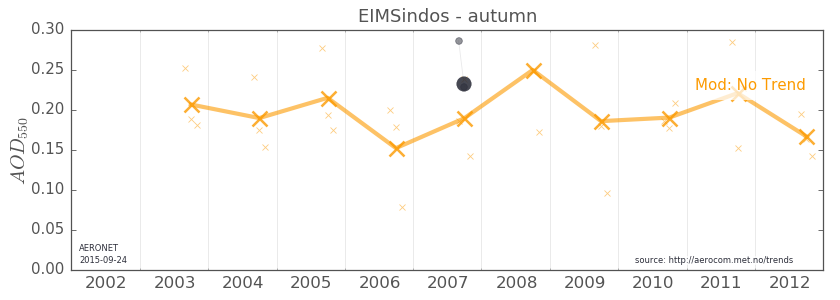 EIMSindos - autumn
0.30
0.25
0.20
0.15
0.10
0.05
0.00
AOD550
Mod: No Trend
AERONET
2015-09-24
source: http://aerocom.met.no/trends
2002 2003 2004 2005 2006 2007 2008 2009 2010 2011 2012